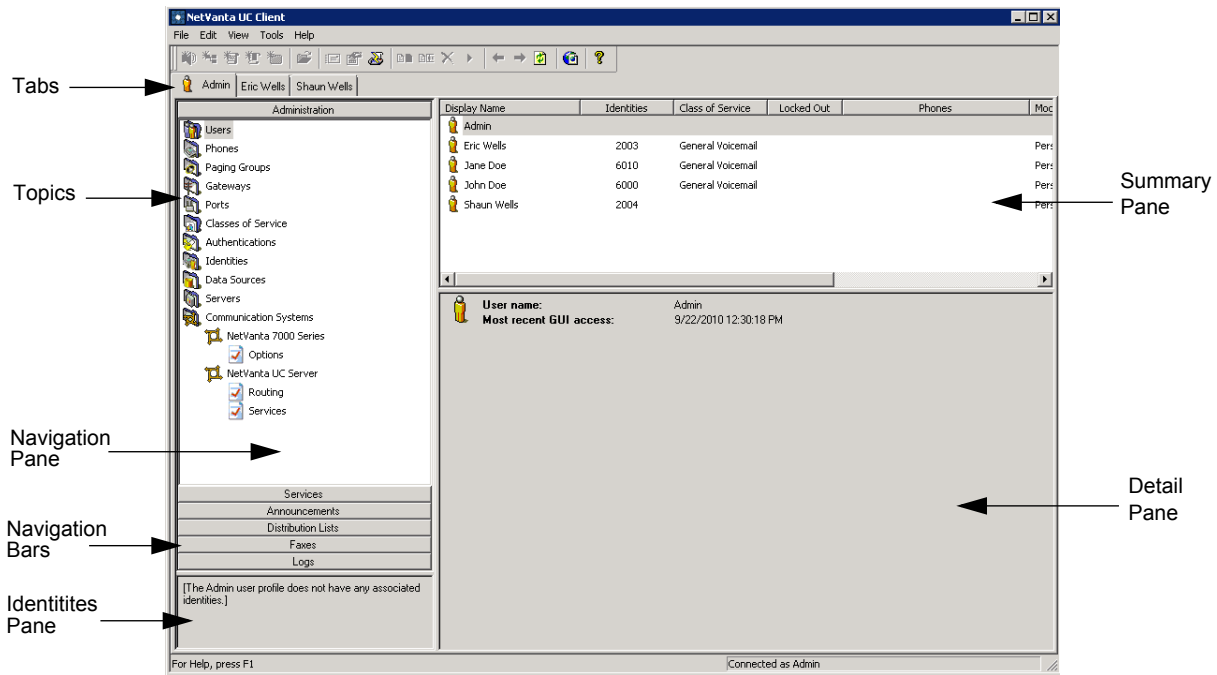 NetVanta UC Client
File Edit View Tools Help
Tabs
Admin Eric Wells Shaun Wells
Administration
Users
Phones
Paging Groups
Topics
Gateways
Ports
Classes of Service
Authentications
Identities
Data Sources
Servers
Communication Systems
NetVanta 7000 Series
Options
NetVanta UC Server
Routing
Services
Navigation
Pane
Services
Announcements
Distribution Lists
Faxes
Logs
Navigation
Bars
[The Admin user profile does not have any associated
identities.]
Identitites
Pane
Display Name Identities Class of Service Locked Out Phones Moc
Admin
Eric Wells 2003 General Voicemail Pers
Jane Doe 6010 General Voicemail Pers
John Doe 6000 General Voicemail Pers
Shaun Wells 2004 Pers
Summary
Pane
User name: Admin
Most recent GUI access: 9/22/2010 12:30:18 PM
Detail
Pane
For Help, press F1 Connected as Admin